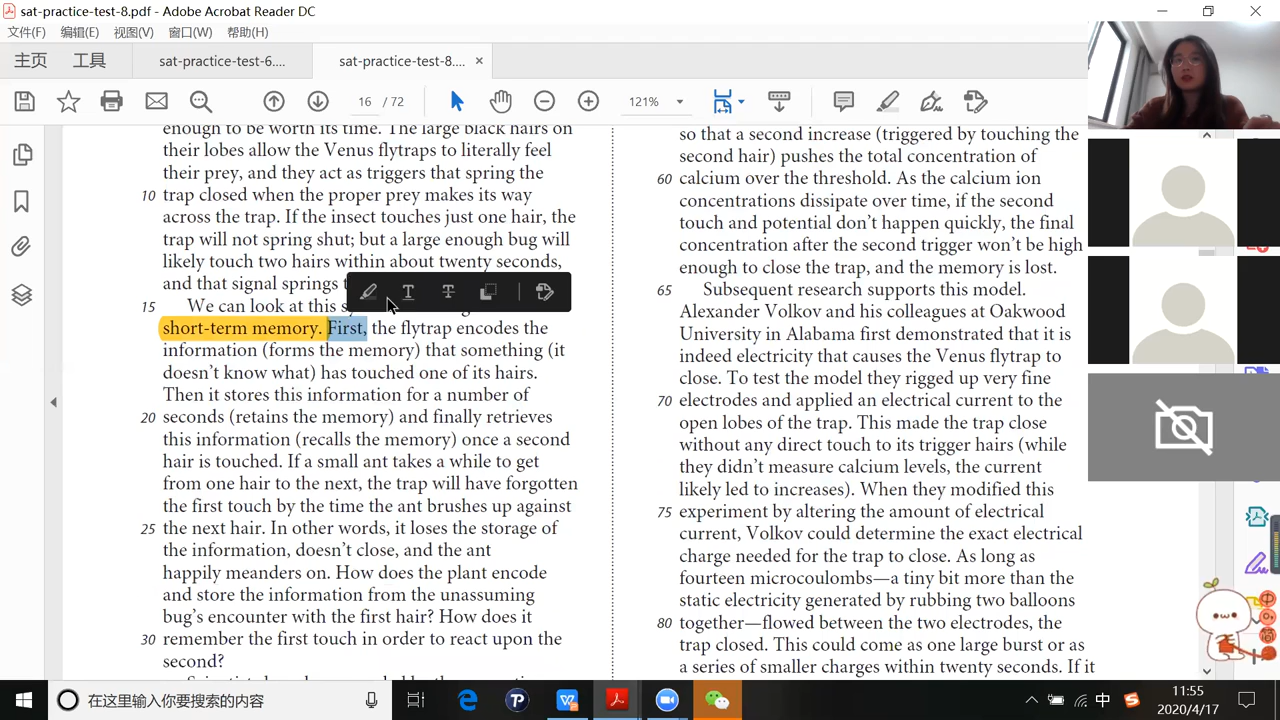 sat-practice-test-8.pdf - Adobe Acrobat Reader DC
文件(F) 编辑(E) 视图(V) 窗口(W) 帮助(H)
主页 工具 sat-practice-test-6.... sat-practice-test-8.... ×
16 / 72 121%
enough to be worth its time. The large black hairs on
their lobes allow the Venus flytraps to literally feel
their prey, and they act as triggers that spring the
10 trap closed when the proper prey makes its way
across the trap. If the insect touches just one hair, the
trap will not spring shut; but a large enough bug will
likely touch two hairs within about twenty seconds,
and that signal springs
15 We can look at this
short-term memory. First, the flytrap encodes the
information (forms the memory) that something (it
doesn’t know what) has touched one of its hairs.
Then it stores this information for a number of
20 seconds (retains the memory) and finally retrieves
this information (recalls the memory) once a second
hair is touched. If a small ant takes a while to get
from one hair to the next, the trap will have forgotten
the first touch by the time the ant brushes up against
25 the next hair. In other words, it loses the storage of
the information, doesn’t close, and the ant
happily meanders on. How does the plant encode
and store the information from the unassuming
bug’s encounter with the first hair? How does it
30 remember the first touch in order to react upon the
second?
so that a second increase (triggered by touching the
second hair) pushes the total concentration of
60 calcium over the threshold. As the calcium ion
concentrations dissipate over time, if the second
touch and potential don’t happen quickly, the final
concentration after the second trigger won’t be high
enough to close the trap, and the memory is lost.
65 Subsequent research supports this model.
Alexander Volkov and his colleagues at Oakwood
University in Alabama first demonstrated that it is
indeed electricity that causes the Venus flytrap to
close. To test the model they rigged up very fine
70 electrodes and applied an electrical current to the
open lobes of the trap. This made the trap close
without any direct touch to its trigger hairs (while
they didn’t measure calcium levels, the current
likely led to increases). When they modified this
75 experiment by altering the amount of electrical
current, Volkov could determine the exact electrical
charge needed for the trap to close. As long as
fourteen microcoulombs—a tiny bit more than the
static electricity generated by rubbing two balloons
80 together—flowed between the two electrodes, the
trap closed. This could come as one large burst or as
a series of smaller charges within twenty seconds. If it
在这里输入你要搜索的内容
中
11:55
2020/4/17